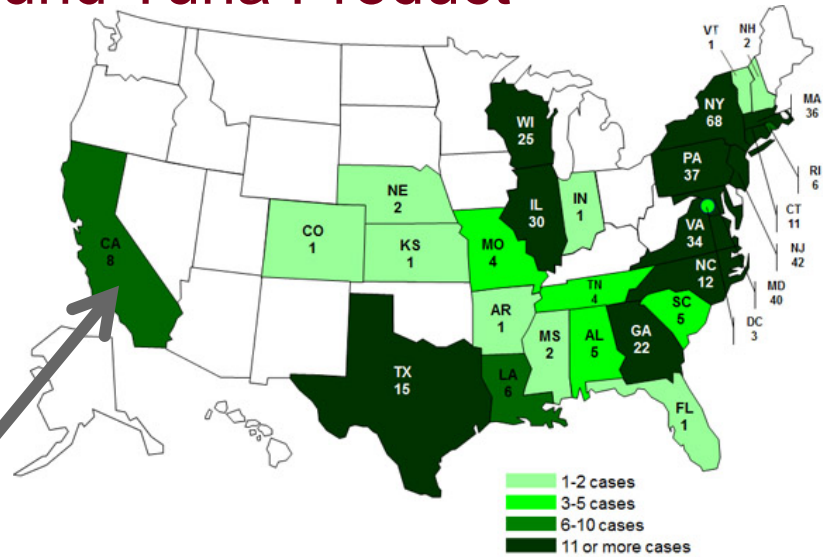 und Tuna Product
VT
1
NH
2
MA
36
RI
6
CT
11
NJ
42
MD
40
DC
3
NY
68
WI
25
PA
37
NE
2
IL
30
IN
1
VA
34
CA
8
CO
1
KS
1
MO
4
NC
12
TN
4
SC
5
AR
1
MS
2
AL
5
GA
22
TX
15
LA
6
FL
1
1-2 cases
3-5 cases
6-10 cases
11 or more cases